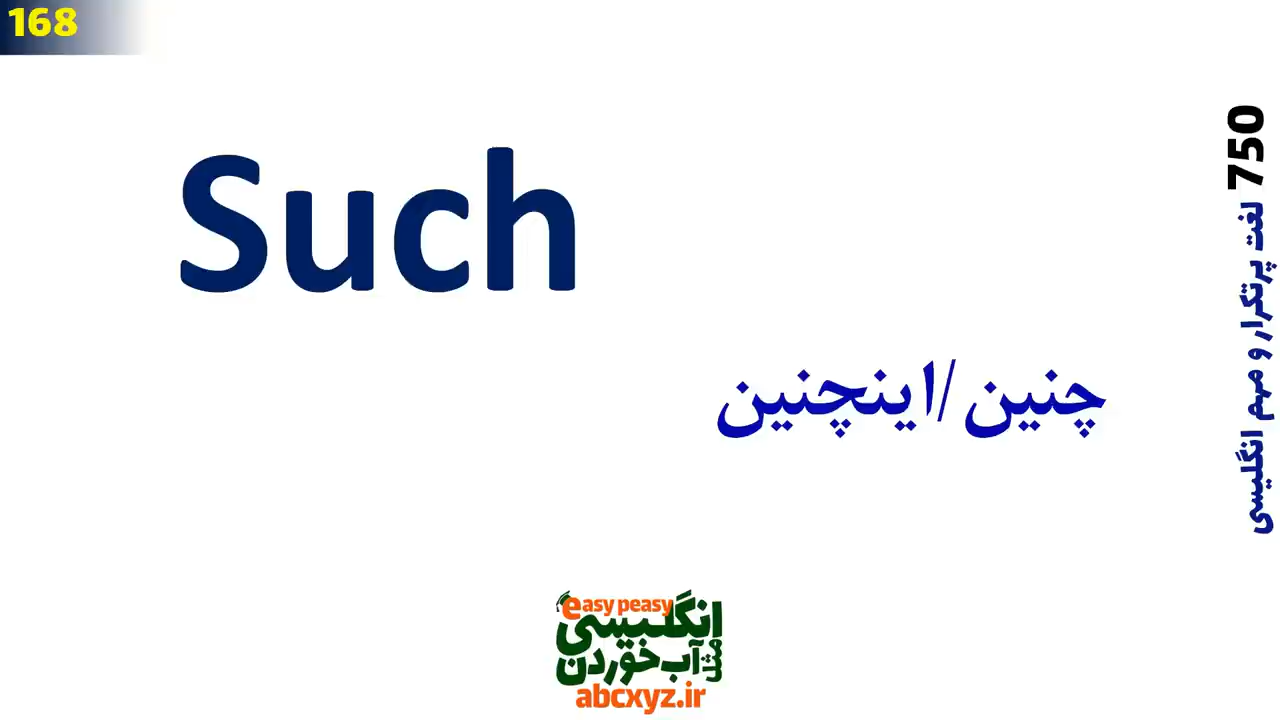 168
Such
چنین /اینچنین
750 لغت پرتکرار و مهم انگلیسی
easy peasy
انگلیسی
مثل آب خوردن
abcxyz.ir